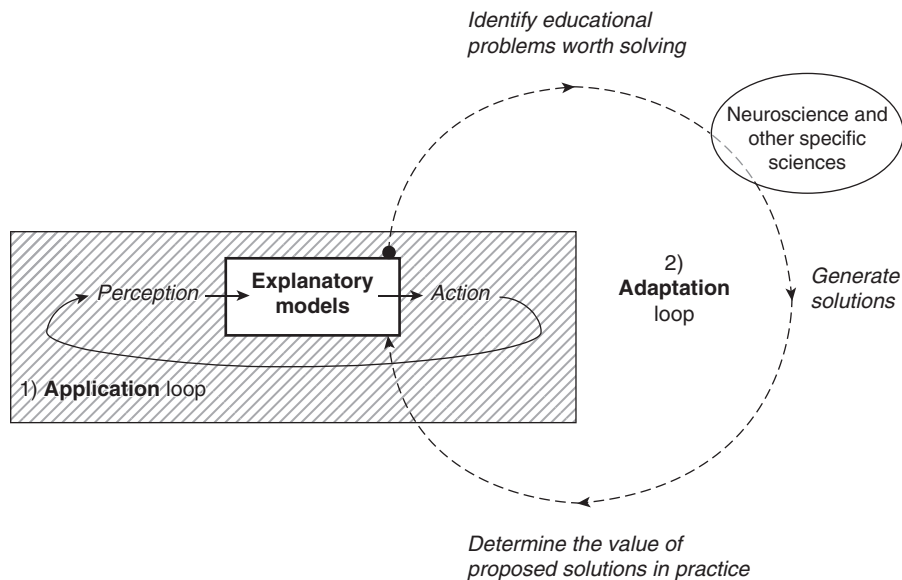 Identify educational
problems worth solving
Neuroscience and
other specific
sciences
Perception
Explanatory
models
Action
2)
Adaptation
loop
Generate
solutions
1) Application loop
Determine the value of
proposed solutions in practice